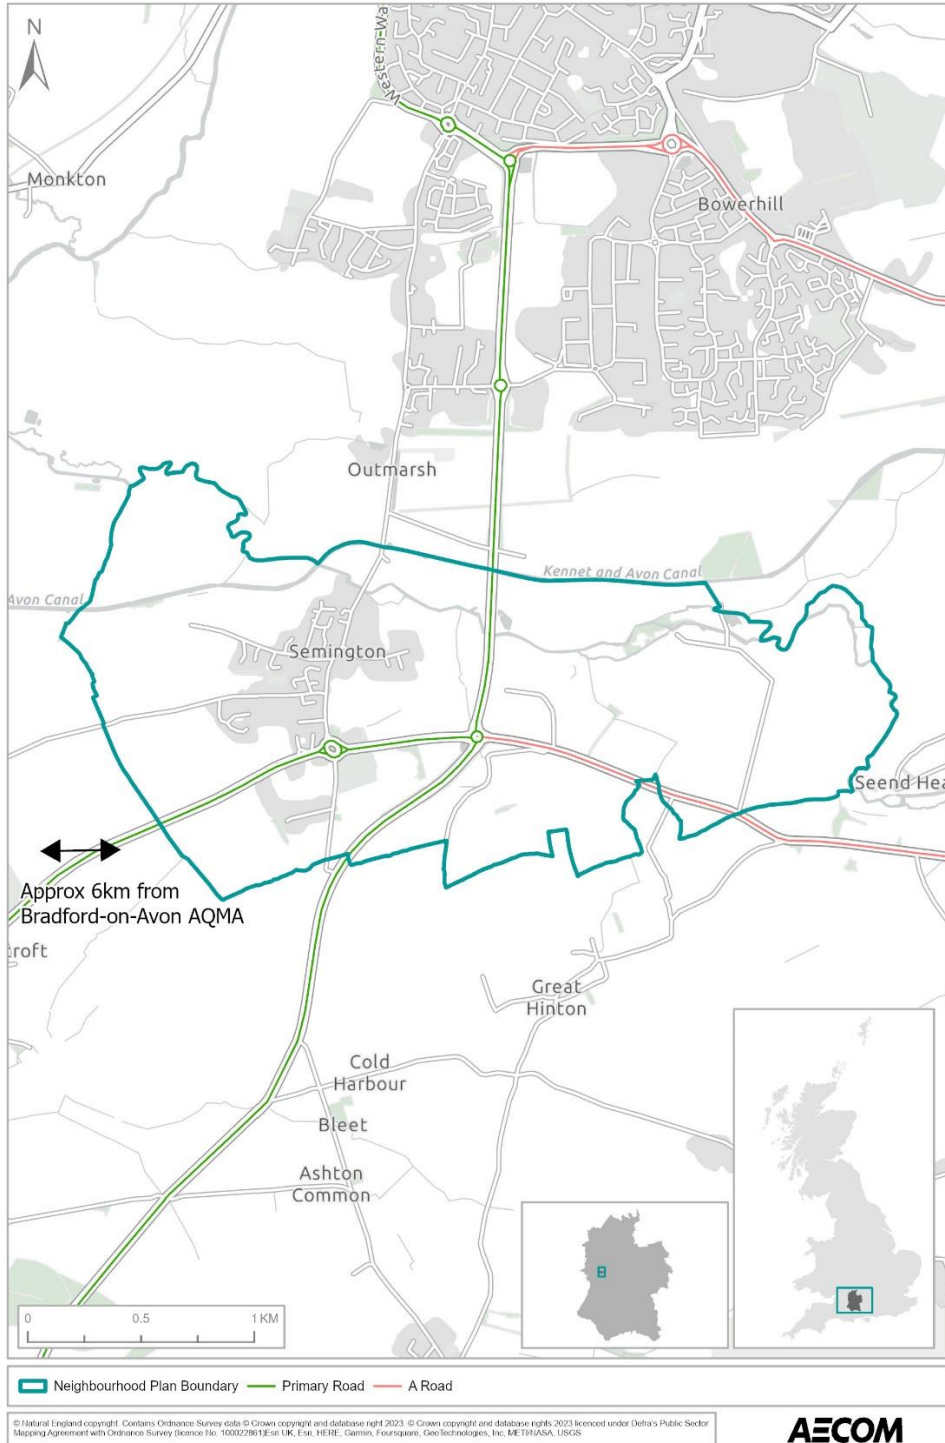 N
Western Wa
Monkton
Bowerhill
Outmarsh
Kennet and Avon Canal
Avon Canal
Semington
Seend Hea
Approx 6km from
Bradford-on-Avon AQMA
croft
Great
Hinton
Cold
Harbour
Bleet
Ashton
Common
0 0.5 1 KM
Neighbourhood Plan Boundary Primary Road A Road
© Natural England copyright. Contains Ordnance Survey data © Crown copyright and database right 2023. © Crown copyright and database rights 2023 licenced under Defra's Public Sector
Mapping Agreement with Ordnance Survey (licence No. 100022861)Esri UK, Esri, HERE, Garmin, Foursquare, GeoTechnologies, Inc, METI/NASA, USGS
AECOM